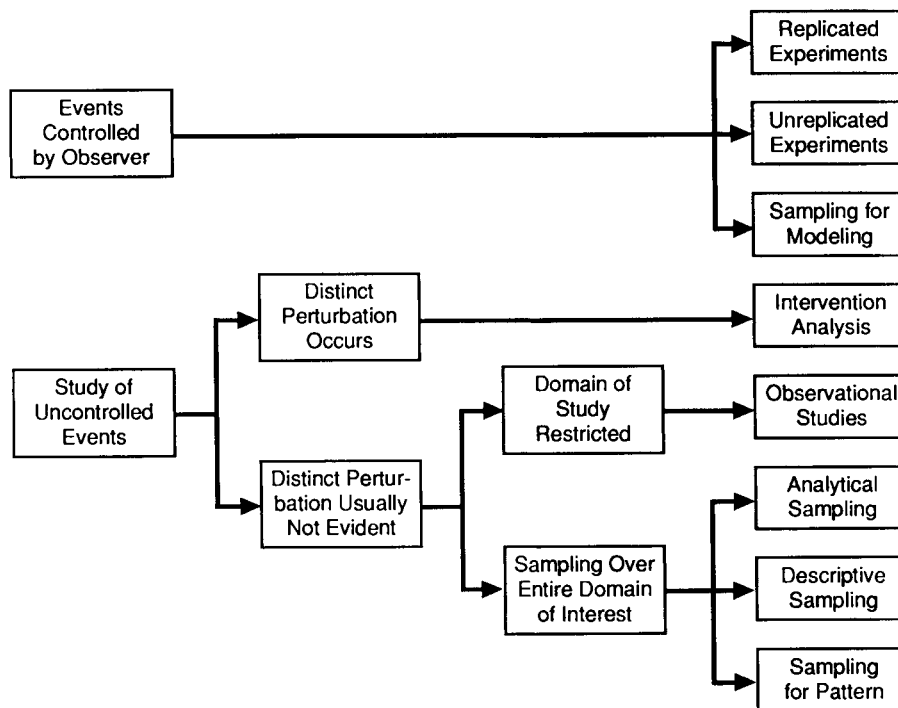 Replicated
Experiments
Events
Controlled
by Observer
Unreplicated
Experiments
Sampling for
Modeling
Distinct
Perturbation
Occurs
Intervention
Analysis
Study of
Uncontrolled
Events
Domain of
Study
Restricted
Observational
Studies
Distinct Pertur-
bation Usually
Not Evident
Analytical
Sampling
Sampling Over
Entire Domain
of Interest
Descriptive
Sampling
Sampling
for Pattern